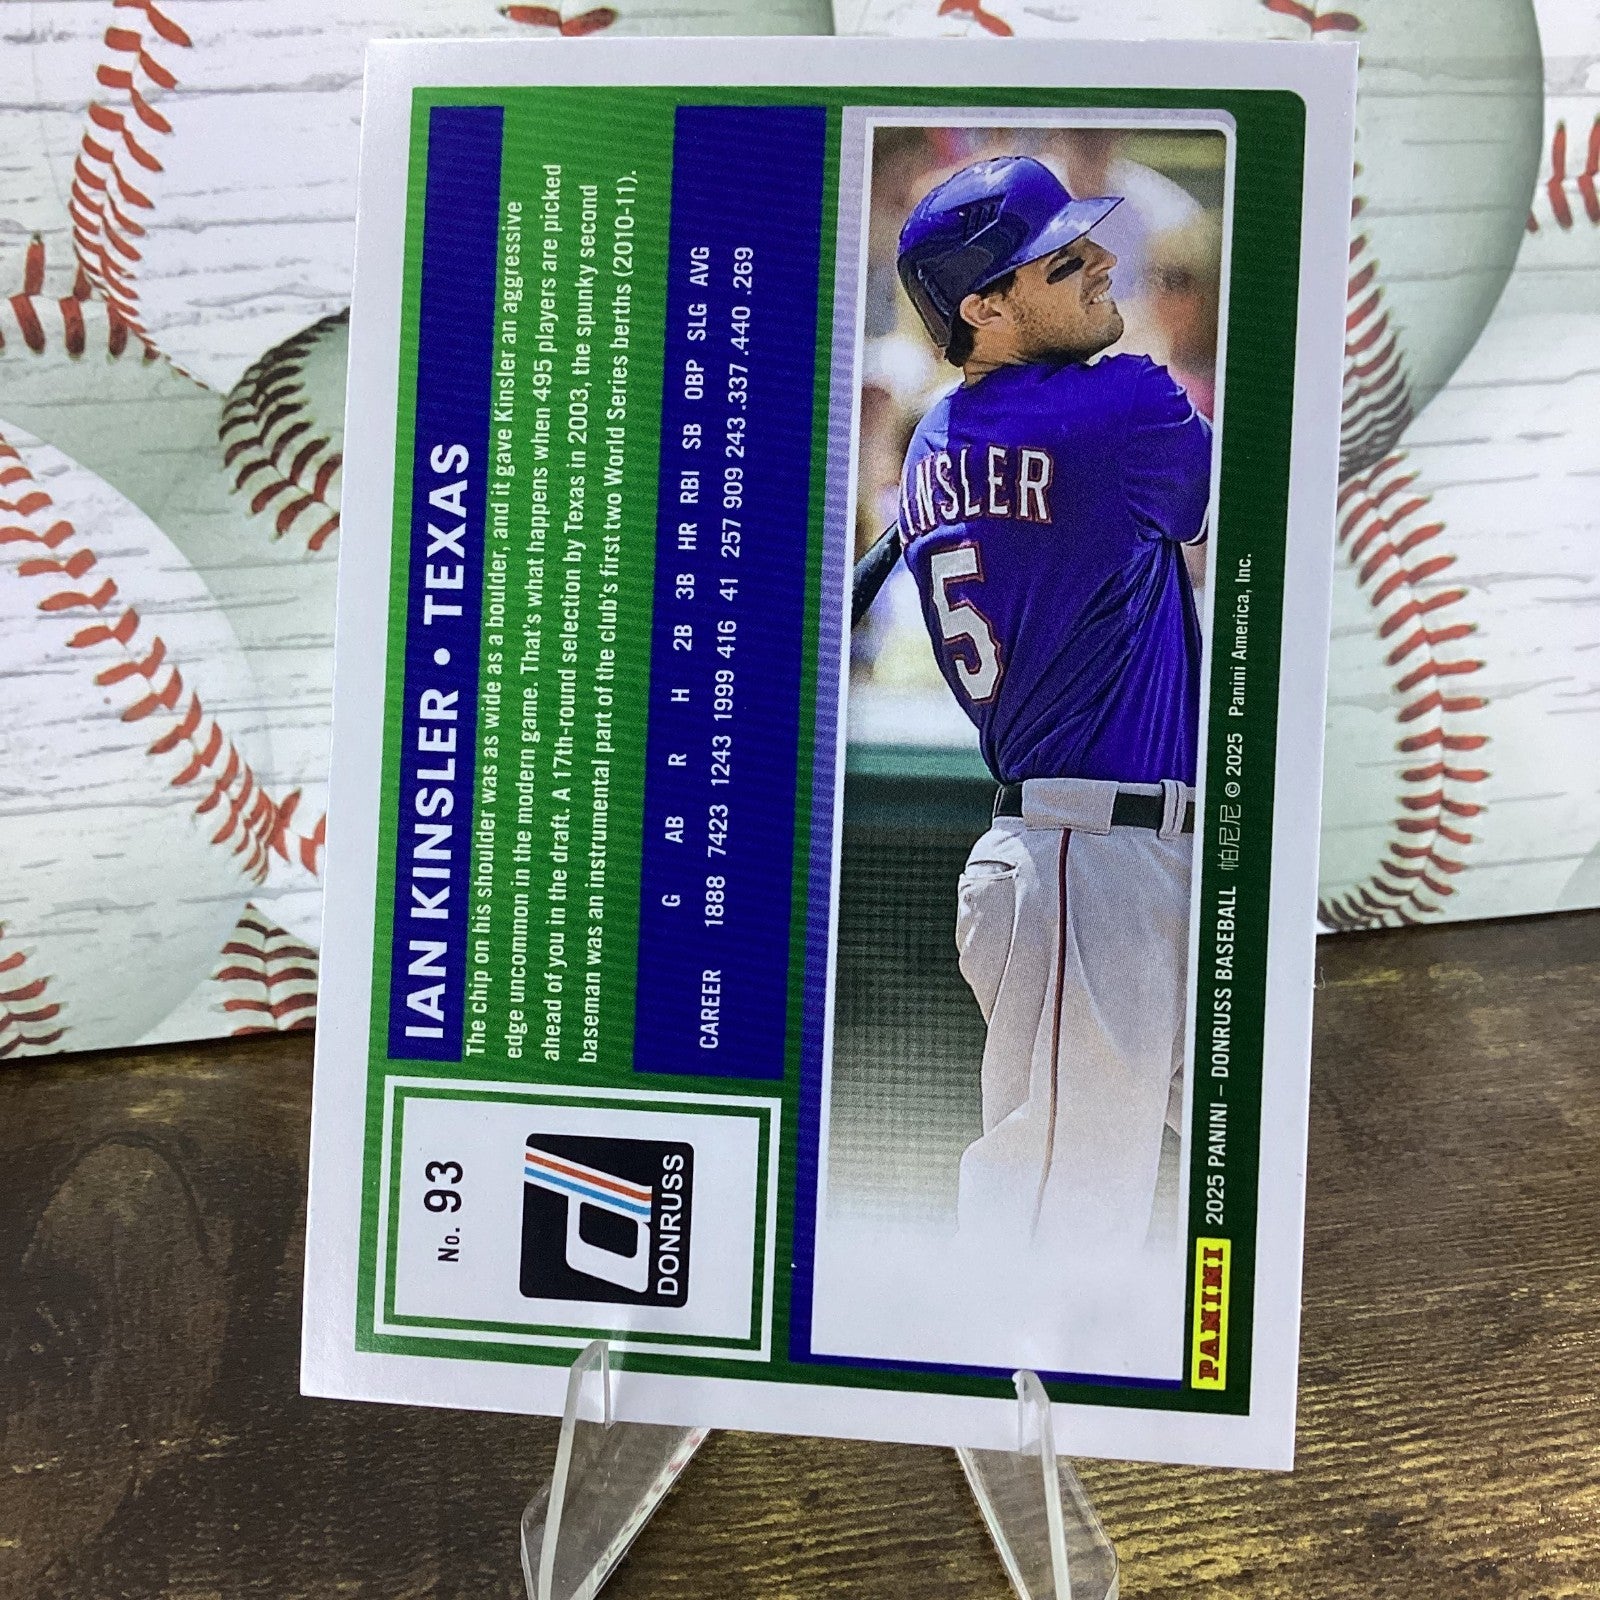 No. 93
DONRUSS
IAN KINSLER • TEXAS
The chip on his shoulder was as wide as a boulder, and it gave Kinsler an aggressive
edge uncommon in the modern game. That's what happens when 495 players are picked
ahead of you in the draft. A 17th-round selection by Texas in 2003, the spunky second
baseman was an instrumental part of the club's first two World Series berths (2010-11).
G AB R H 2B 3B HR RBI SB OBP SLG AVG
CAREER 1888 7423 1243 1999 416 41 257 909 243 .337 .440 .269
INSLER
5
PANINI 2025 PANINI – DONRUSS BASEBALL 帕尼尼 © 2025 Panini America, Inc.